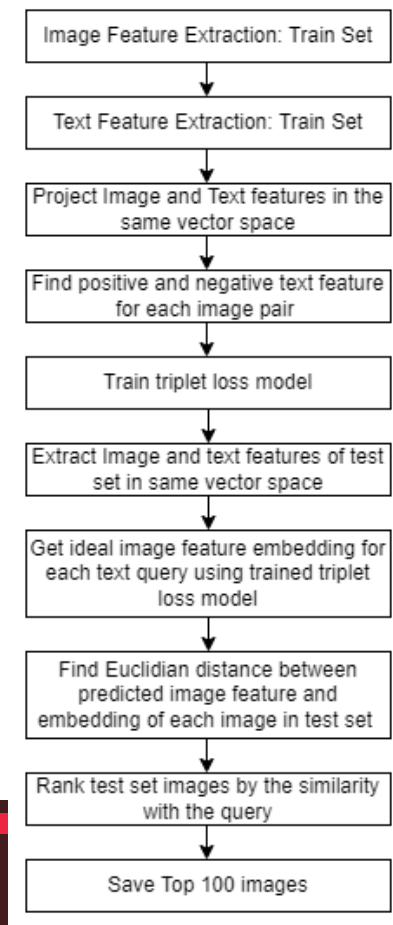 Image Feature Extraction: Train Set
Text Feature Extraction: Train Set
Project Image and Text features in the
same vector space
Find positive and negative text feature
for each image pair
Train triplet loss model
Extract Image and text features of test
set in same vector space
Get ideal image feature embedding for
each text query using trained triplet
loss model
Find Euclidian distance between
predicted image feature and
embedding of each image in test set
Rank test set images by the similarity
with the query
Save Top 100 images